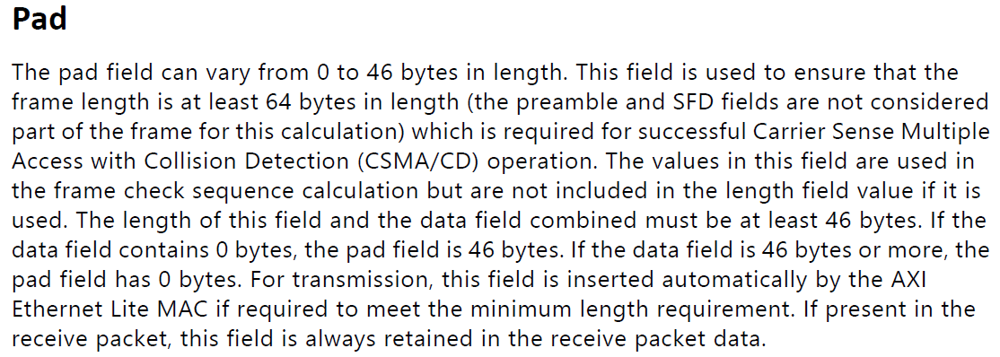 Pad
The pad field can vary from 0 to 46 bytes in length. This field is used to ensure that the
frame length is at least 64 bytes in length (the preamble and SFD fields are not considered
part of the frame for this calculation) which is required for successful Carrier Sense Multiple
Access with Collision Detection (CSMA/CD) operation. The values in this field are used in
the frame check sequence calculation but are not included in the length field value if it is
used. The length of this field and the data field combined must be at least 46 bytes. If the
data field contains 0 bytes, the pad field is 46 bytes. If the data field is 46 bytes or more, the
pad field has 0 bytes. For transmission, this field is inserted automatically by the AXI
Ethernet Lite MAC if required to meet the minimum length requirement. If present in the
receive packet, this field is always retained in the receive packet data.